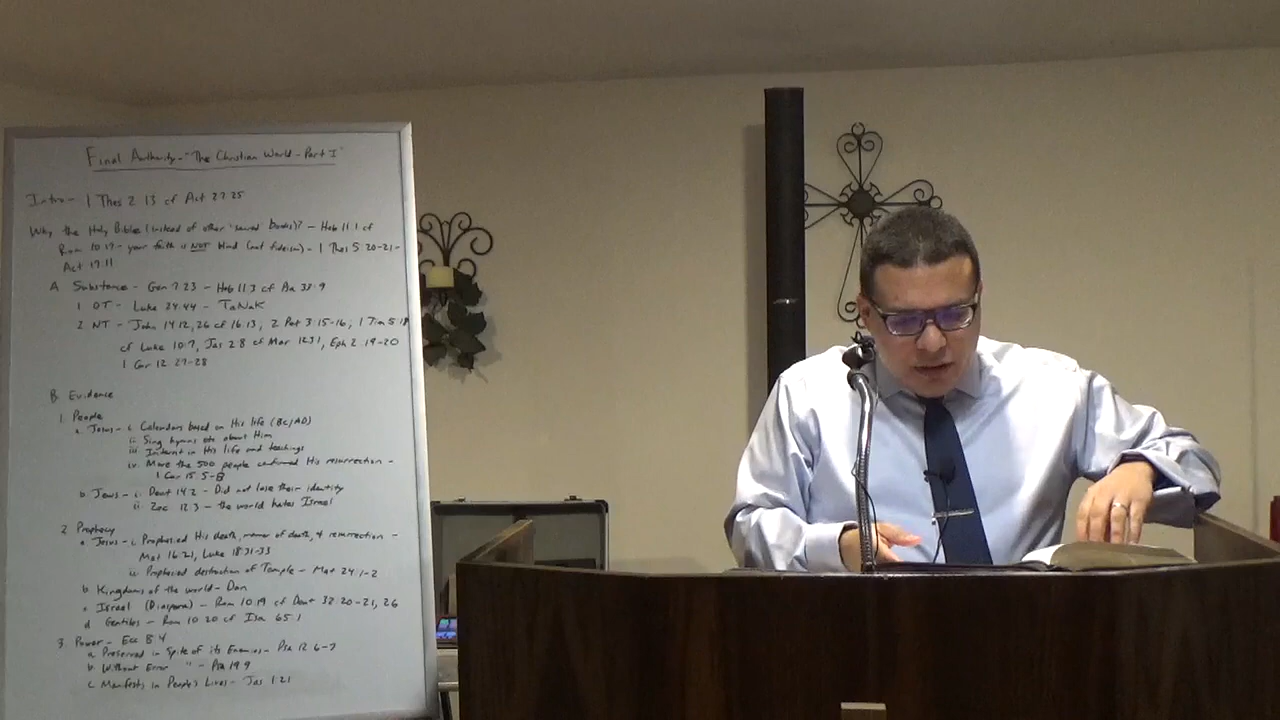 Final Authority - "The Christian World - Part I"
Intro - 1 Thes 2 13 cf Act 27 25
Why the Holy Bible (instead of other "sacred" books)? - Heb 11:1 cf
Rom 10:17 - your faith is NOT blind (not fideism) - 1 Thes 5 20-21 -
Act 17:11
A Substance - Gen 7 23 - Heb 11:3 cf Psa 33:9
1 OT - Luke 24:44 - TaNaK
2 NT - John 14 12, 26 cf 16 13, 2 Pet 3:15-16, 1 Tim 5:18
cf Luke 10:7, Jas 2 8 cf Mar 12 31, Eph 2 19-20
1 Cor 12 27-28
B Evidence
1. People
a. Jesus - i. Calendars based on His life (BC/AD)
ii Sing hymns etc about Him
iii Interest in His life and teachings
iv. More the 500 people confirmed His resurrection -
1 Cor 15 5-8
b Jews - i. Deut 14 2 - Did not lose their identity
ii Zec 12.3 - the world hates Israel
2 Prophecy
a Jesus - i Prophesied His death, manner of death, & resurrection -
Mat 16 21, Luke 18:31-33
ii Prophesied destruction of Temple - Mat 24 1-2
b Kingdoms of the world - Dan
c Israel (Diaspora) - Rom 10:19 cf Deut 32 20-21, 26
d Gentiles - Rom 10 20 cf Isa 65 1
3. Power - Ecc 8 4
a Preserved in Spite of its Enemies - Psa 12 6-7
b Without Error " - Psa 19 9
c Manifests in People's Lives - Jas 1 21